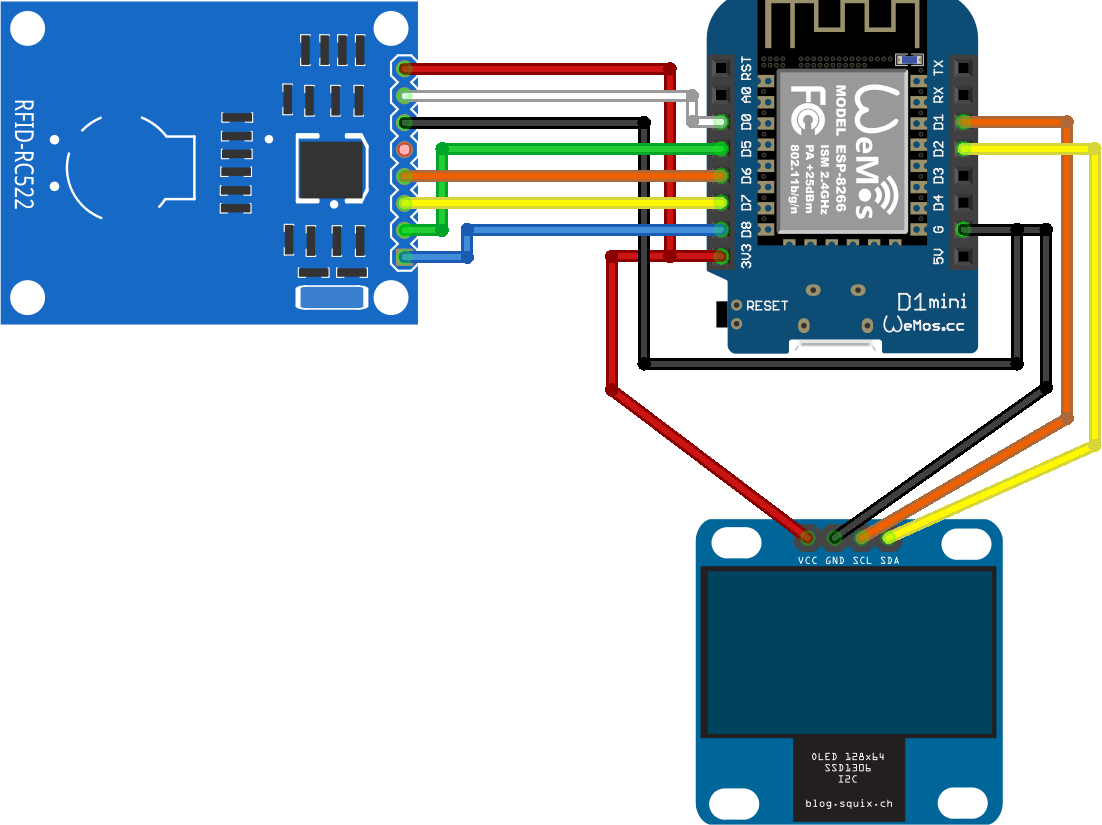 RFID-RC522
RST
A0
D0
D5
D6
D7
D8
3V3
TX
RX
D1
D2
D3
D4
G
5V
WeMos
MODEL ESP-8266
ISM 2.4GHz
PA +25dBm
802.11b/g/n
FC
RESET
D1mini
WeMos.cc
VCC GND SCL SDA
OLED 128x64
SSD1306
I2C
blog.squix.ch